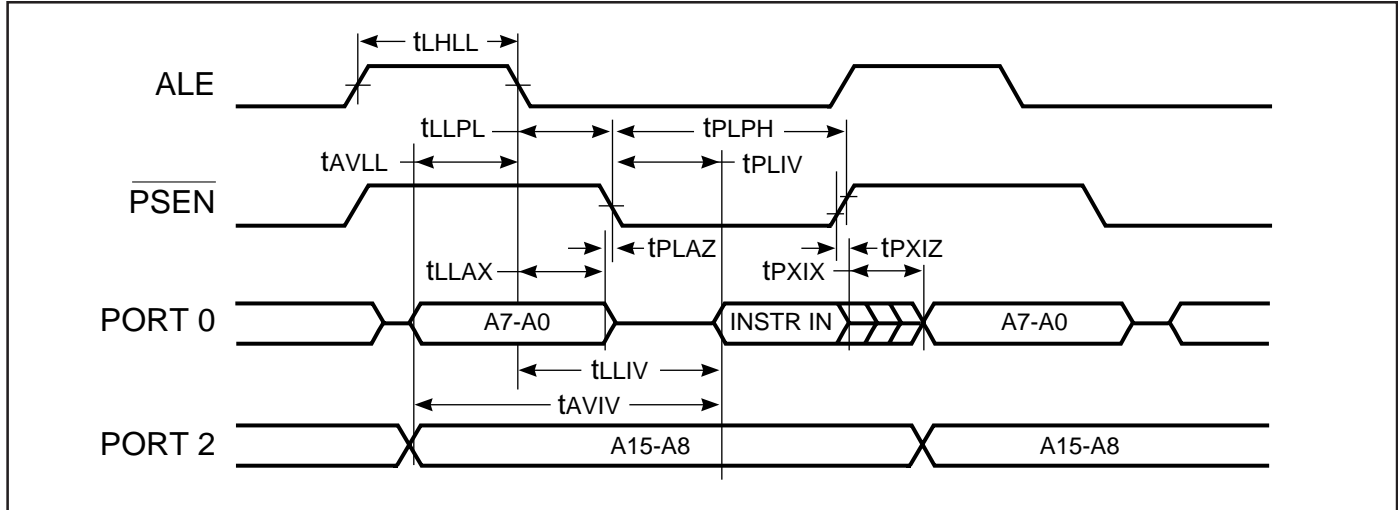 tLHLL
ALE
tLLPL
tPLPH
tAVLL
tPLIV
PSEN
tPLAZ
tPXIZ
tLLAX
tPXIX
PORT 0
A7-A0
INSTR IN
A7-A0
tLLIV
tAVIV
PORT 2
A15-A8
A15-A8